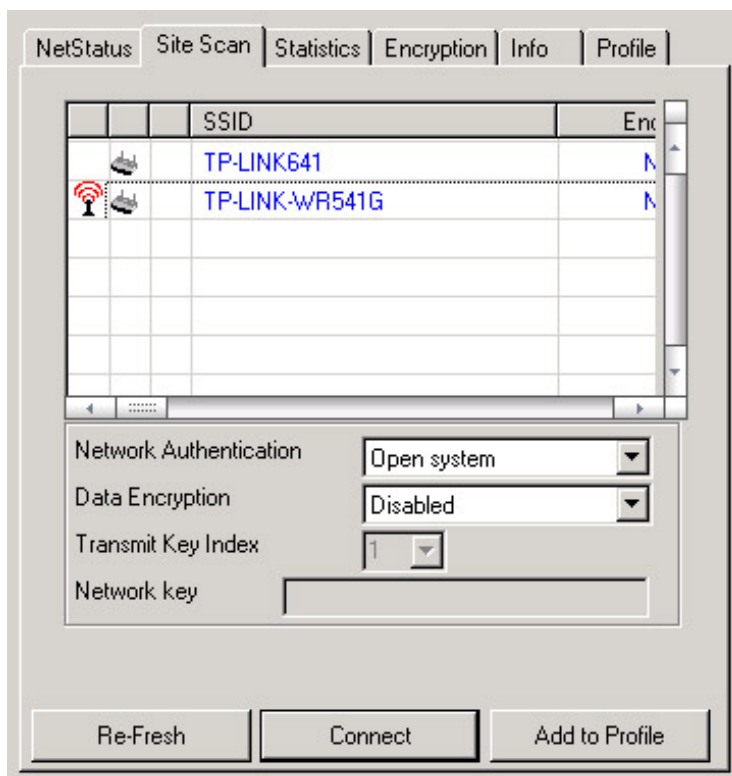 NetStatus Site Scan Statistics Encryption Info Profile
SSID Enc
TP-LINK641 N
TP-LINK-WR541G N
Network Authentication Open system
Data Encryption Disabled
Transmit Key Index 1
Network key
Re-Fresh Connect Add to Profile